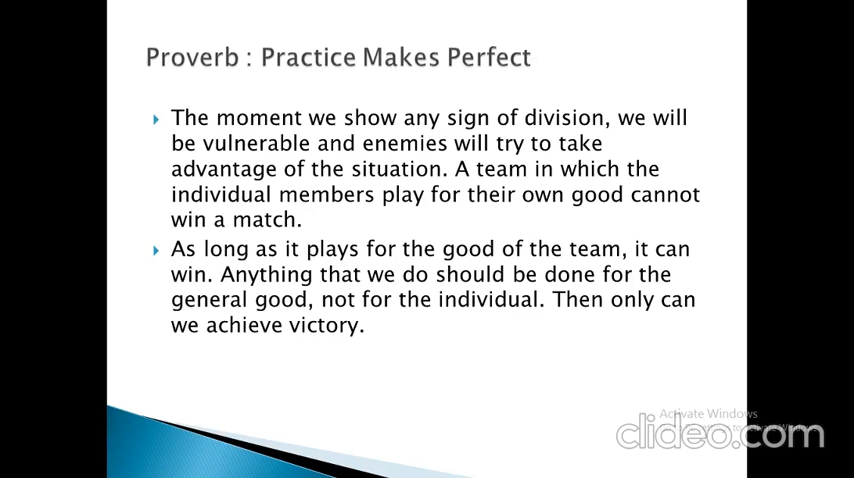 Proverb : Practice Makes Perfect
The moment we show any sign of division, we will
be vulnerable and enemies will try to take
advantage of the situation. A team in which the
individual members play for their own good cannot
win a match.
As long as it plays for the good of the team, it can
win. Anything that we do should be done for the
general good, not for the individual. Then only can
we achieve victory.
Activate Windows
clideo.com